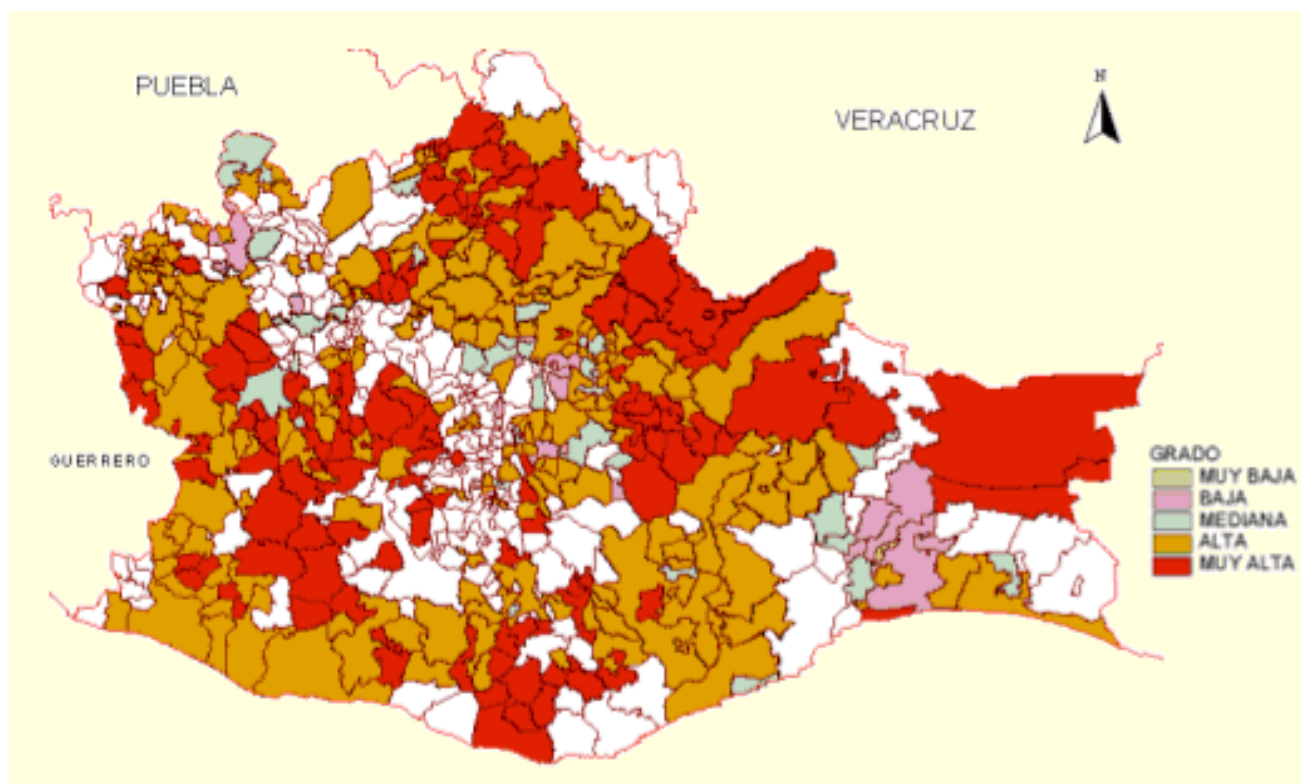 PUEBLA
VERACRUZ
N
GUERRERO
GRADO
MUY BAJA
BAJA
MEDIANA
ALTA
MUY ALTA